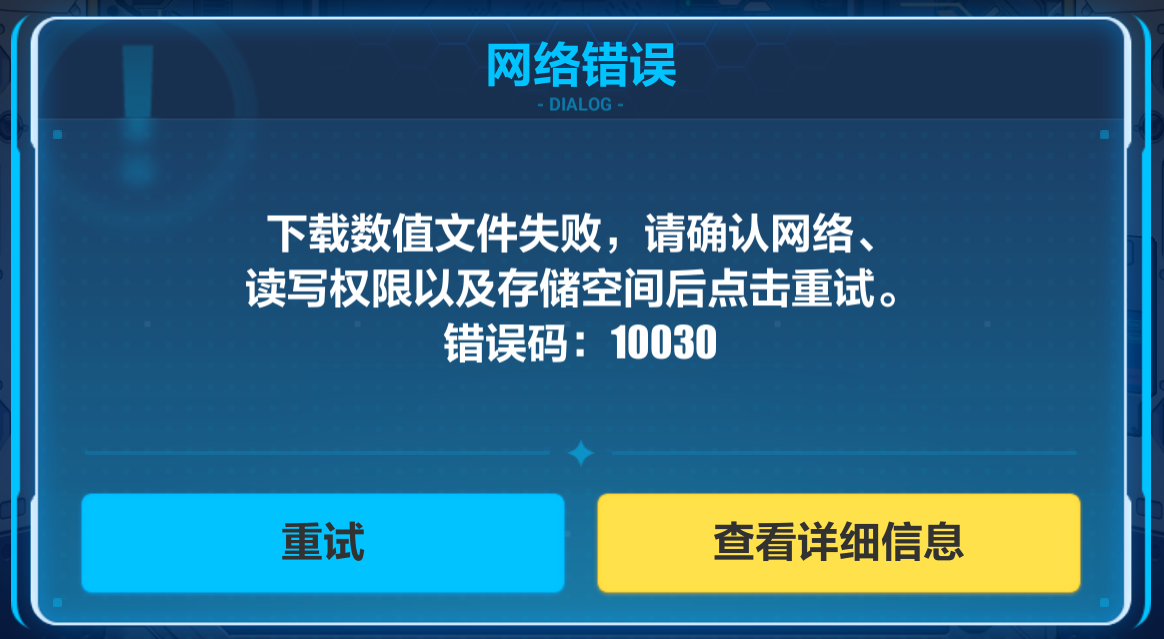 网络错误
- DIALOG -
下载数值文件失败，请确认网络、
读写权限以及存储空间后点击重试。
错误码：10030
重试
查看详细信息